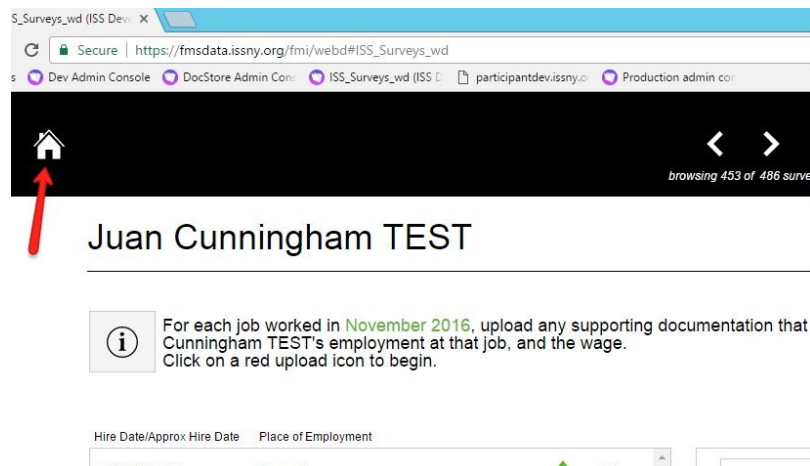 S_Surveys_wd (ISS Dev
Secure | https://fmsdata.issny.org/fmi/webd#ISS_Surveys_wd
s Dev Admin Console DocStore Admin Con ISS_Surveys_wd (ISS D participantdev.issny.o Production admin con
browsing 453 of 486 surve
Juan Cunningham TEST
For each job worked in November 2016, upload any supporting documentation that
Cunningham TEST's employment at that job, and the wage.
Click on a red upload icon to begin.
Hire Date/Approx Hire Date Place of Employment